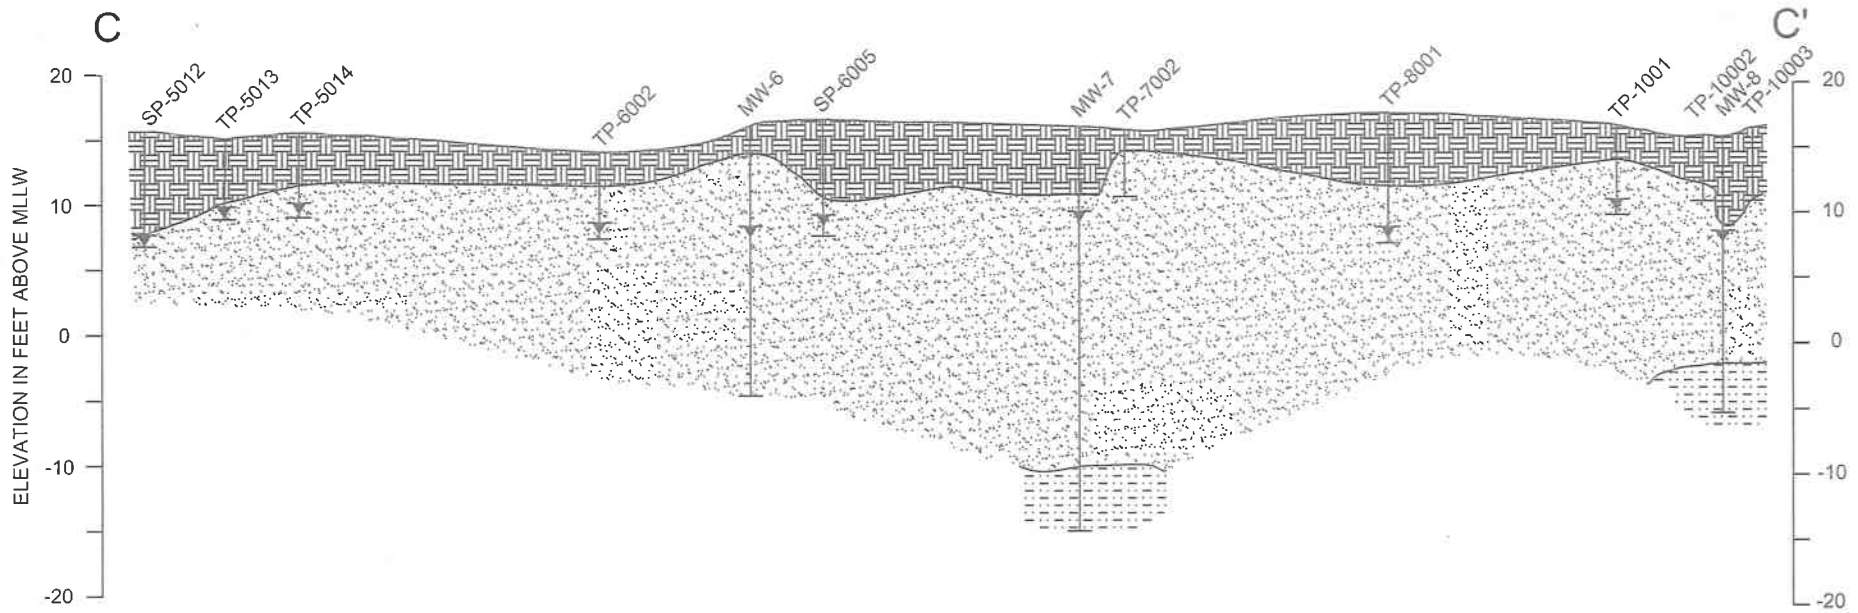 C
C'
SP-5012
TP-5013
TP-5014
TP-6002
MW-6
SP-6005
MW-7
TP-7002
TP-8001
TP-1001
TP-10002
MW-8
TP-10003
ELEVATION IN FEET ABOVE MLLW
20
10
0
-10
-20
20
10
0
-10
-20